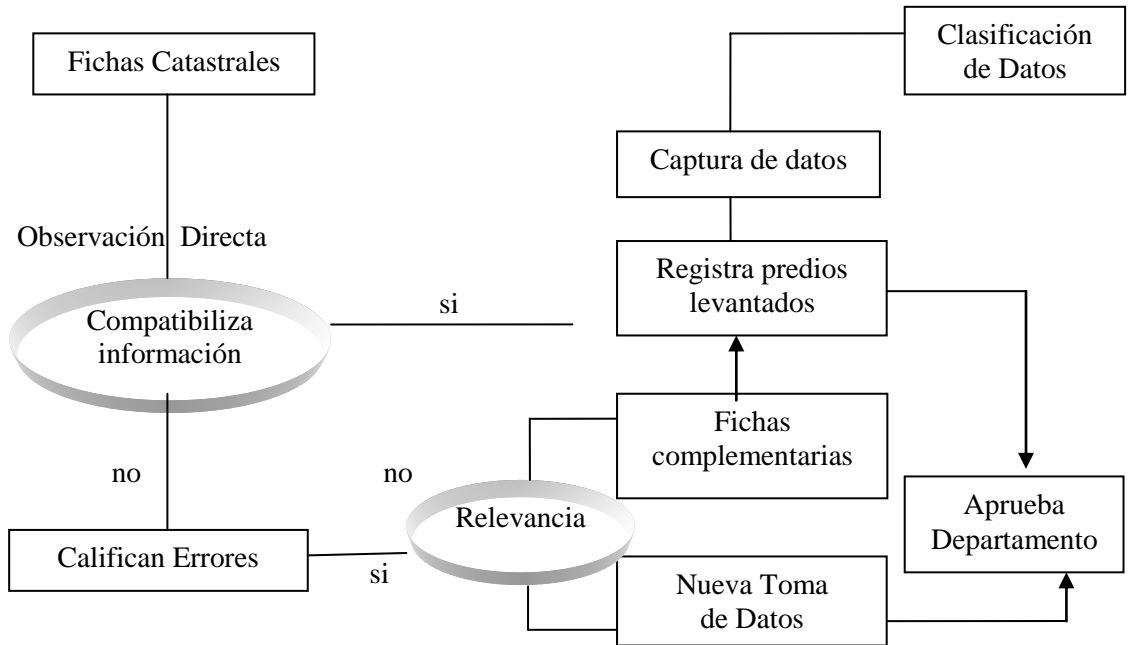 Fichas Catastrales
Clasificación
de Datos
Captura de datos
Observación Directa
Registra predios
levantados
Compatibiliza
información
si
no
no
Fichas
complementarias
Relevancia
Aprueba
Departamento
Califican Errores
si
Nueva Toma
de Datos